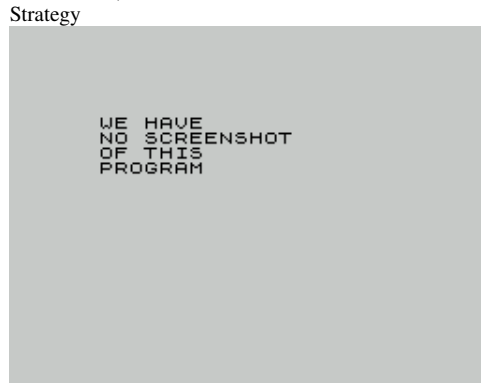 Strategy
WE HAVE
NO SCREENSHOT
OF THIS
PROGRAM